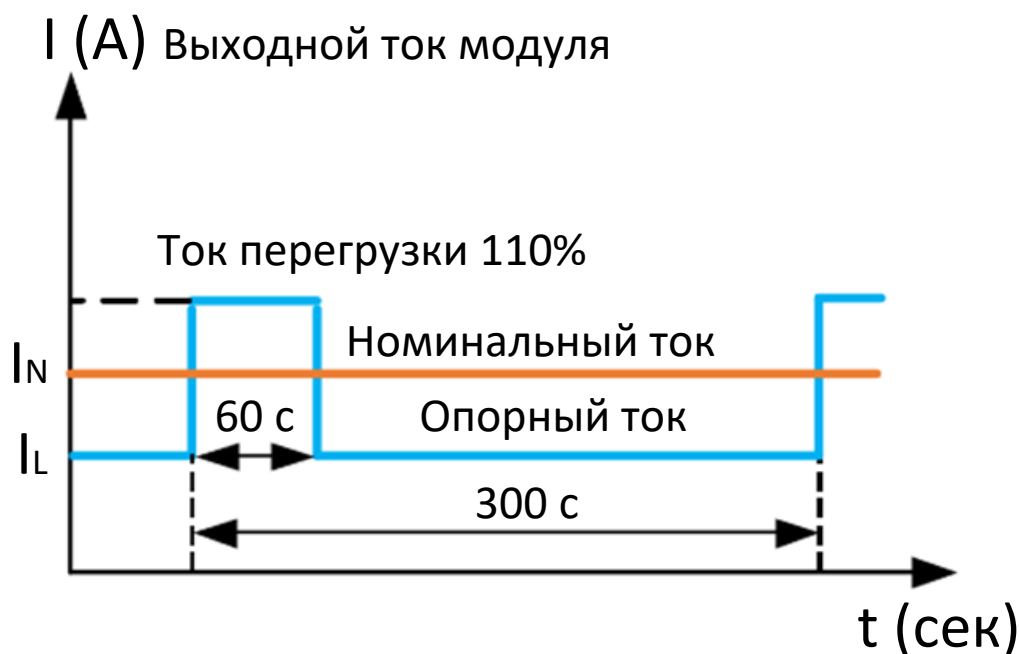 I (A) Выходной ток модуля
Ток перегрузки 110%
Номинальный ток
IN
60 с
Опорный ток
IL
300 с
t (сек)